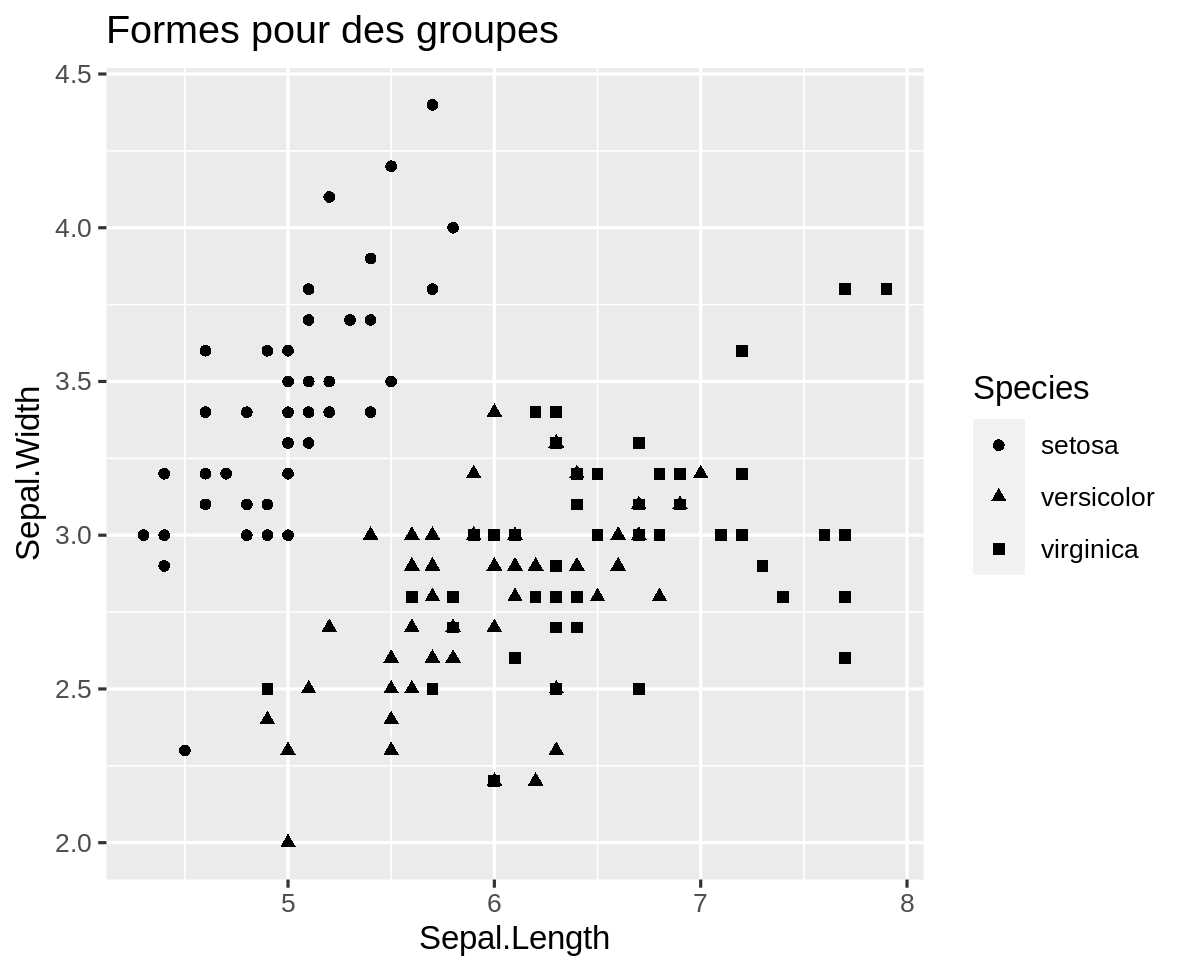 Formes pour des groupes
4.5
4.0
3.5
3.0
2.5
2.0
Sepal.Width
5 6 7 8
Sepal.Length
Species
setosa
versicolor
virginica